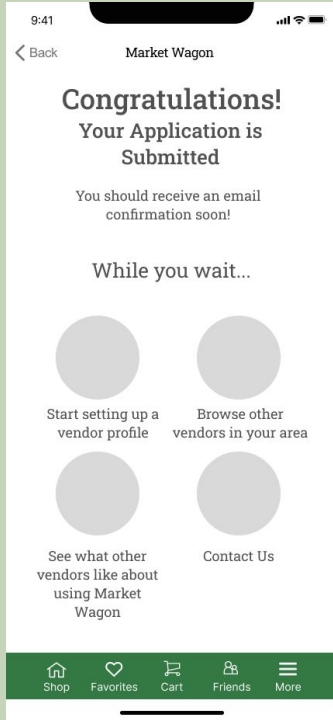 9:41
Back
Market Wagon
Congratulations!
Your Application is
Submitted
You should receive an email
confirmation soon!
While you wait...
Start setting up a
vendor profile
Browse other
vendors in your area
See what other
vendors like about
using Market
Wagon
Contact Us
Shop Favorites Cart Friends More